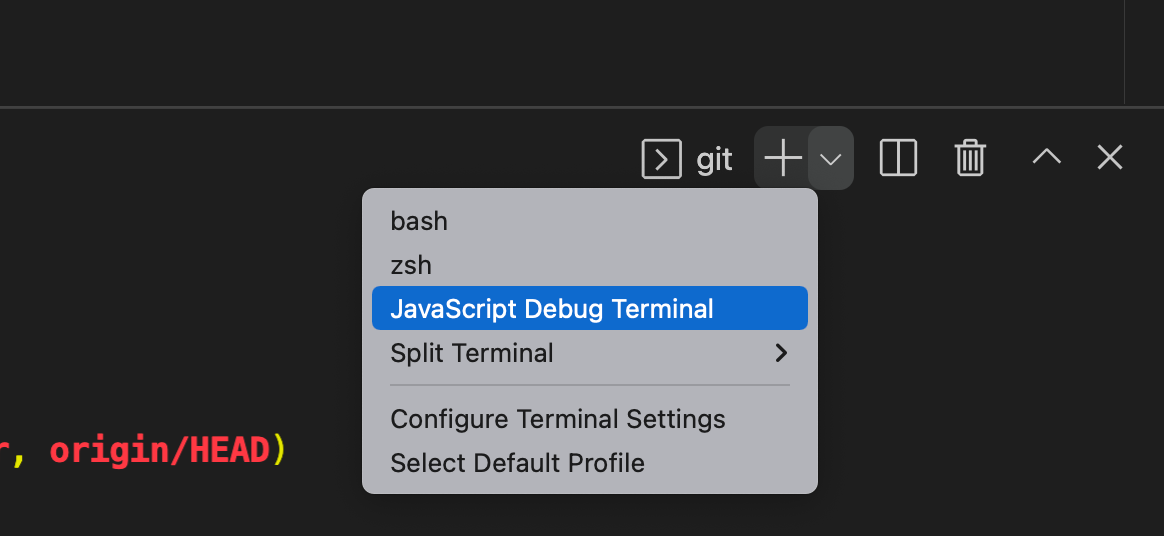 git
bash
zsh
JavaScript Debug Terminal
Split Terminal
Configure Terminal Settings
, origin/HEAD)
Select Default Profile